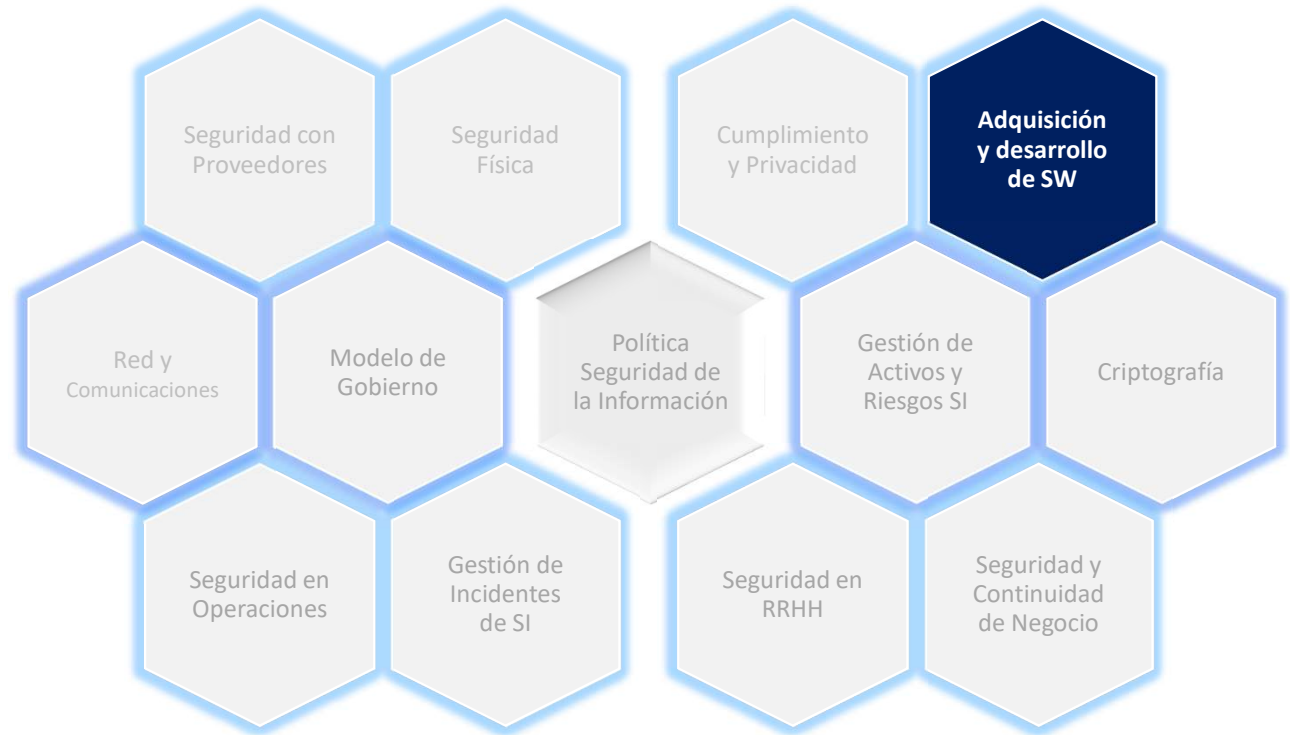 Seguridad con
Proveedores
Seguridad
Física
Cumplimiento
y Privacidad
Adquisición
y desarrollo
de SW
Red y
Comunicaciones
Modelo de
Gobierno
Política
Seguridad de
la Información
Gestión de
Activos y
Riesgos SI
Criptografía
Seguridad en
Operaciones
Gestión de
Incidentes
de SI
Seguridad en
RRHH
Seguridad y
Continuidad
de Negocio